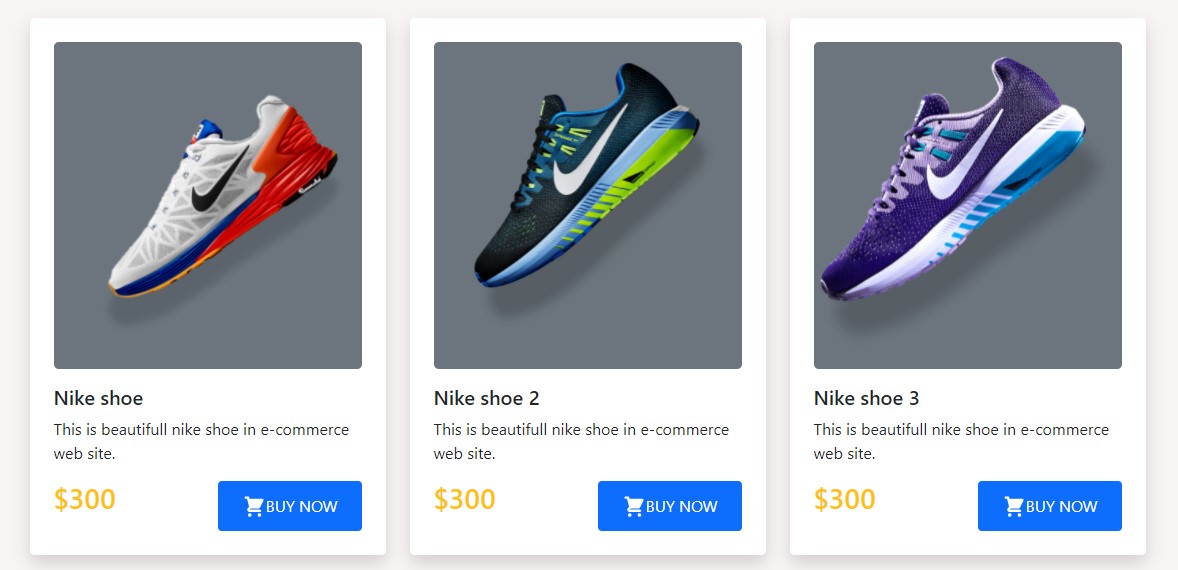 Nike shoe
This is beautifull nike shoe in e-commerce
web site.
$300
BUY NOW
Nike shoe 2
This is beautifull nike shoe in e-commerce
web site.
$300
BUY NOW
Nike shoe 3
This is beautifull nike shoe in e-commerce
web site.
$300
BUY NOW